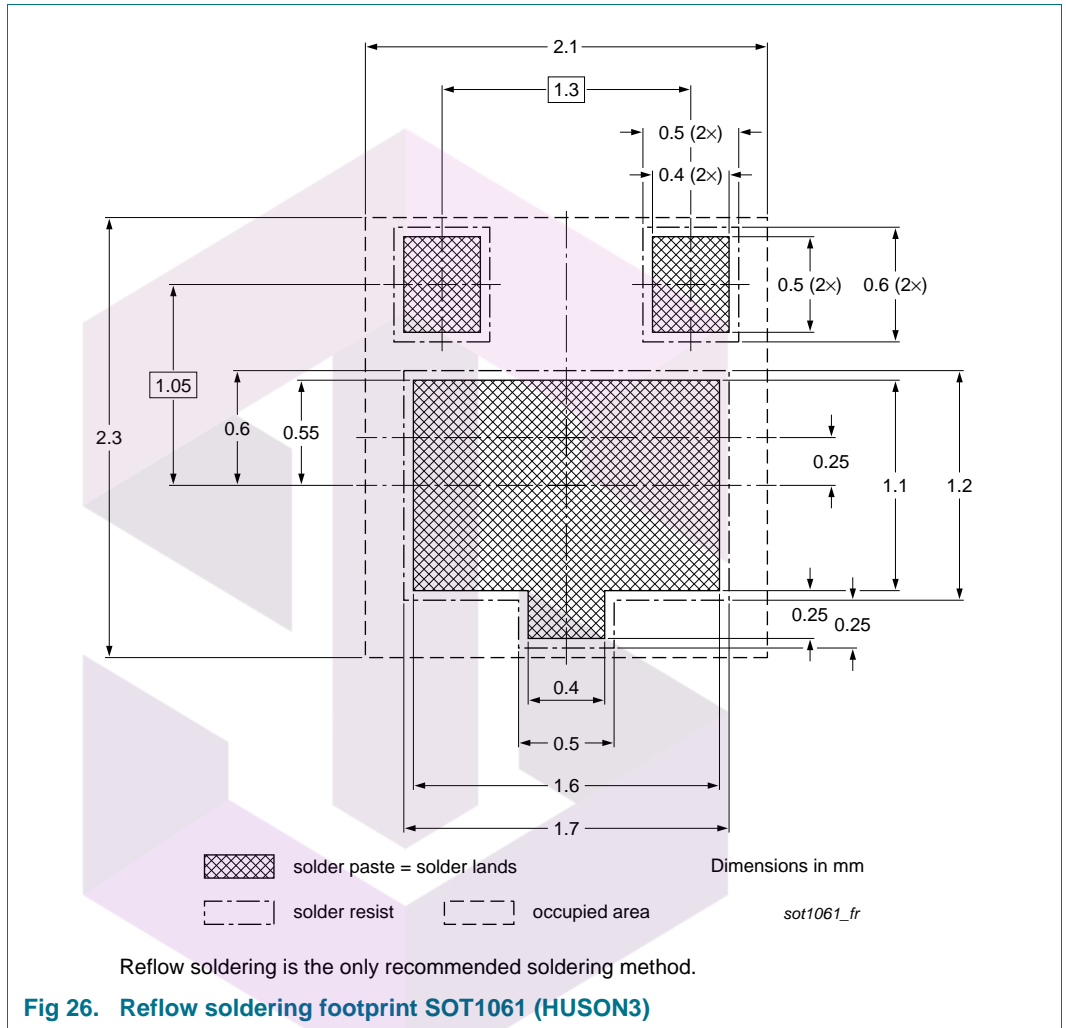 2.1
1.3
0.5 (2×)
0.4 (2×)
0.5 (2×) 0.6 (2×)
1.05
2.3 0.6 0.55
0.25
1.1 1.2
0.25 0.25
0.4
0.5
1.6
1.7
solder paste = solder lands Dimensions in mm
solder resist occupied area sot1061_fr
Reflow soldering is the only recommended soldering method.
Fig 26. Reflow soldering footprint SOT1061 (HUSON3)